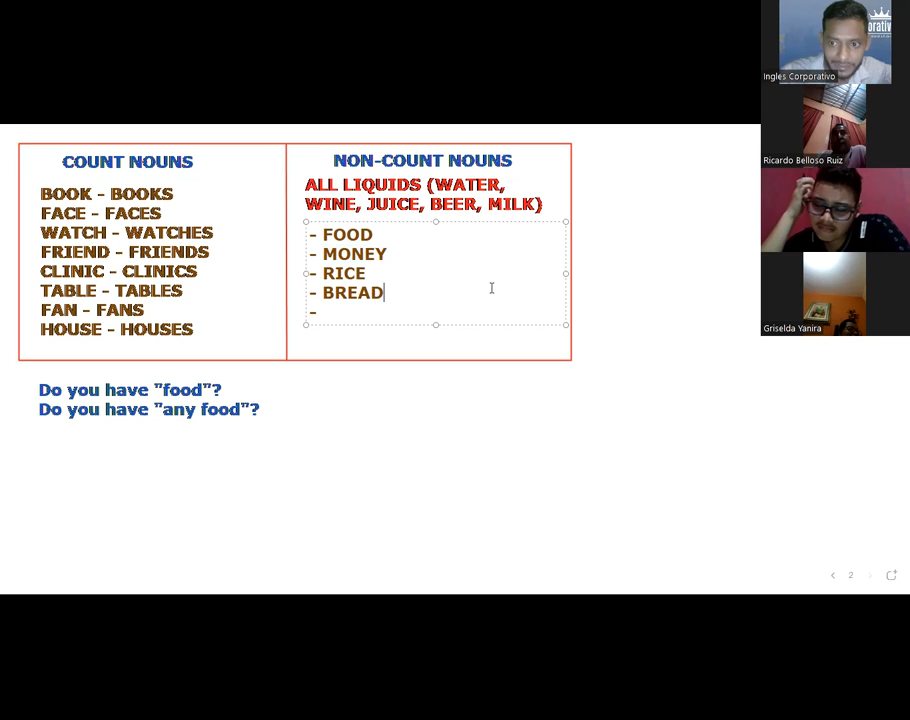 COUNT NOUNS
BOOK - BOOKS
FACE - FACES
WATCH - WATCHES
FRIEND - FRIENDS
CLINIC - CLINICS
TABLE - TABLES
FAN - FANS
HOUSE - HOUSES
NON-COUNT NOUNS
ALL LIQUIDS (WATER,
WINE, JUICE, BEER, MILK)
- FOOD
- MONEY
- RICE
- BREAD
-
Do you have "food"?
Do you have "any food"?
Ingles Corporativo
Ricardo Belloso Ruiz
Griselda Yanira
2